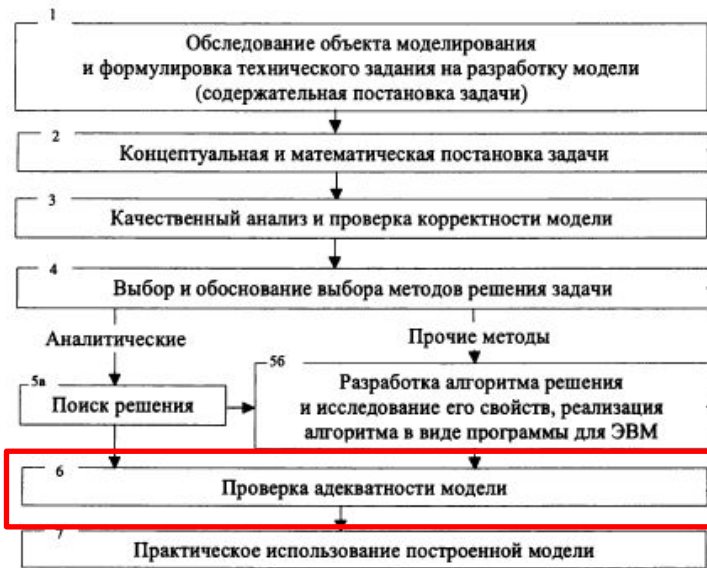 1
Обследование объекта моделирования
и формулировка технического задания на разработку модели
(содержательная постановка задачи)
2
Концептуальная и математическая постановка задачи
3
Качественный анализ и проверка корректности модели
4
Выбор и обоснование выбора методов решения задачи
Аналитические
Прочие методы
5а
Поиск решения
5б
Разработка алгоритма решения
и исследование его свойств, реализация
алгоритма в виде программы для ЭВМ
6
Проверка адекватности модели
7
Практическое использование построенной модели